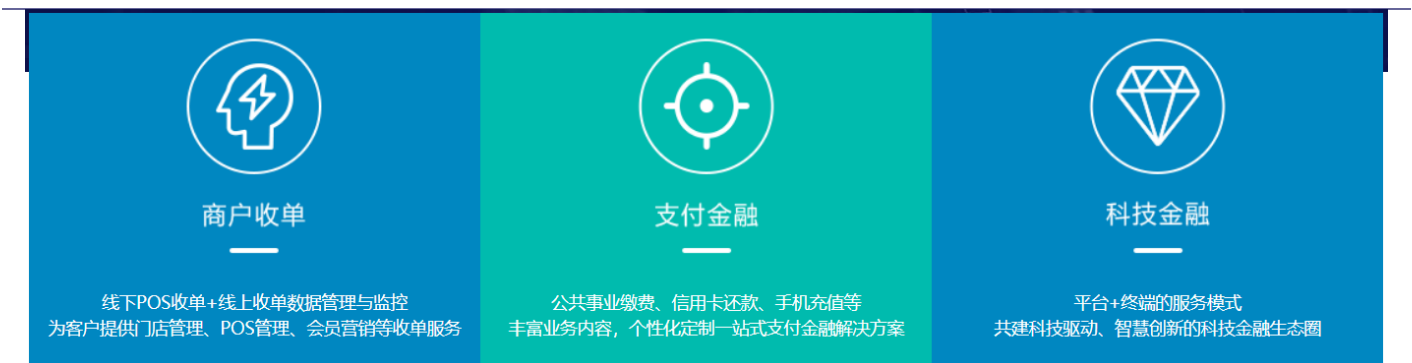 商户收单
线下POS收单+线上收单数据管理与监控
为客户提供门店管理、POS管理、会员营销等收单服务
支付金融
公共事业缴费、信用卡还款、手机充值等
丰富业务内容，个性化定制一站式支付金融解决方案
科技金融
平台+终端的服务模式
共建科技驱动、智慧创新的科技金融生态圈